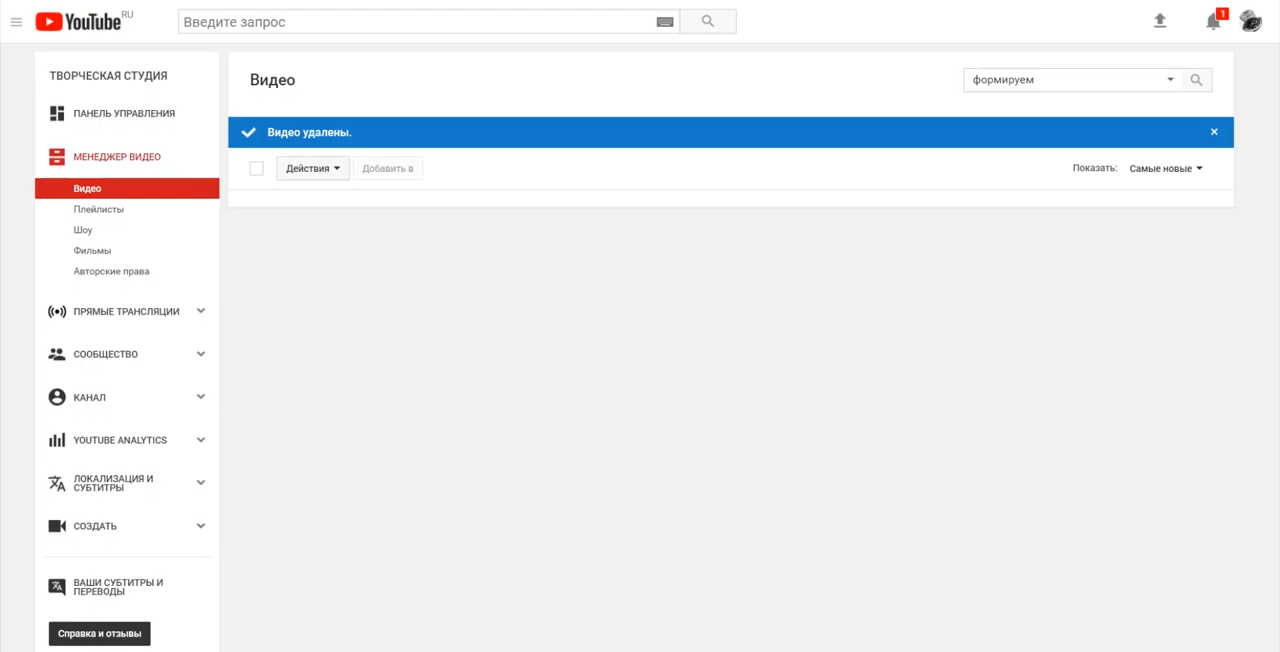 YouTube RU
Введите запрос
1
ТВОРЧЕСКАЯ СТУДИЯ
ПАНЕЛЬ УПРАВЛЕНИЯ
МЕНЕДЖЕР ВИДЕО
Видео
Плейлисты
Шоу
Фильмы
Авторские права
ПРЯМЫЕ ТРАНСЛЯЦИИ
СООБЩЕСТВО
КАНАЛ
YOUTUBE ANALYTICS
ЛОКАЛИЗАЦИЯ И
СУБТИТРЫ
СОЗДАТЬ
ВАШИ СУБТИТРЫ И
ПЕРЕВОДЫ
Справка и отзывы
Видео
формируем
Видео удалены.
Действия
Добавить в
Показать: Самые новые